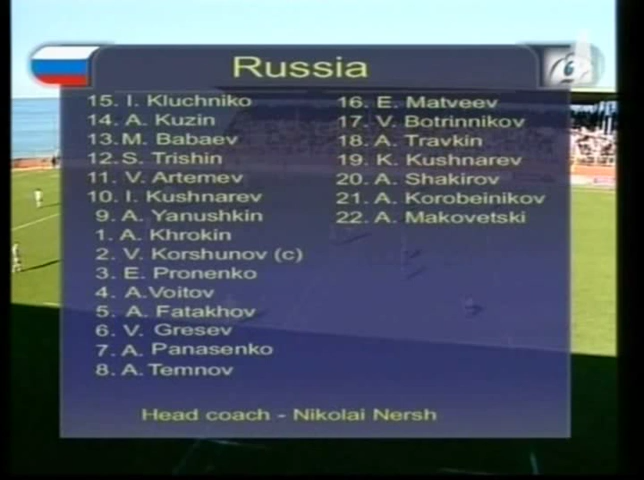 Russia
15. I. Kluchniko
14. A. Kuzin
13. M. Babaev
12. S. Trishin
11. V. Artemev
10. I. Kushnarev
9. A. Yanushkin
1. A. Khrokin
2. V. Korshunov (c)
3. E. Pronenko
4. A.Voitov
5. A. Fatakhov
6. V. Gresev
7. A. Panasenko
8. A. Temnov
16. E. Matveev
17. V. Botrinnikov
18. A. Travkin
19. K. Kushnarev
20. A. Shakirov
21. A. Korobeinikov
22. A. Makovetski
Head coach - Nikolai Nersh